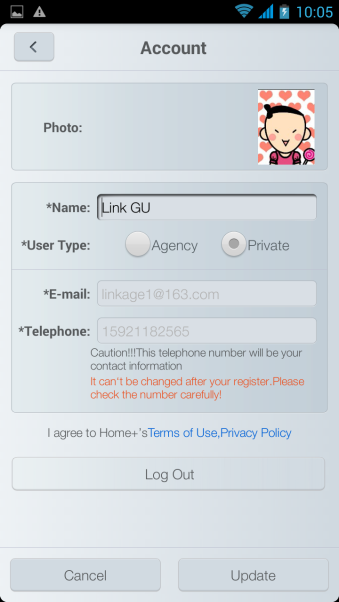 10:05
Account
Photo:
*Name: Link GU
*User Type: Agency Private
*E-mail: linkage1@163.com
*Telephone: 15921182565
Caution!!!This telephone number will be your
contact information
It can't be changed after your register.Please
check the number carefully!
I agree to Home+'sTerms of Use,Privacy Policy
Log Out
Cancel Update